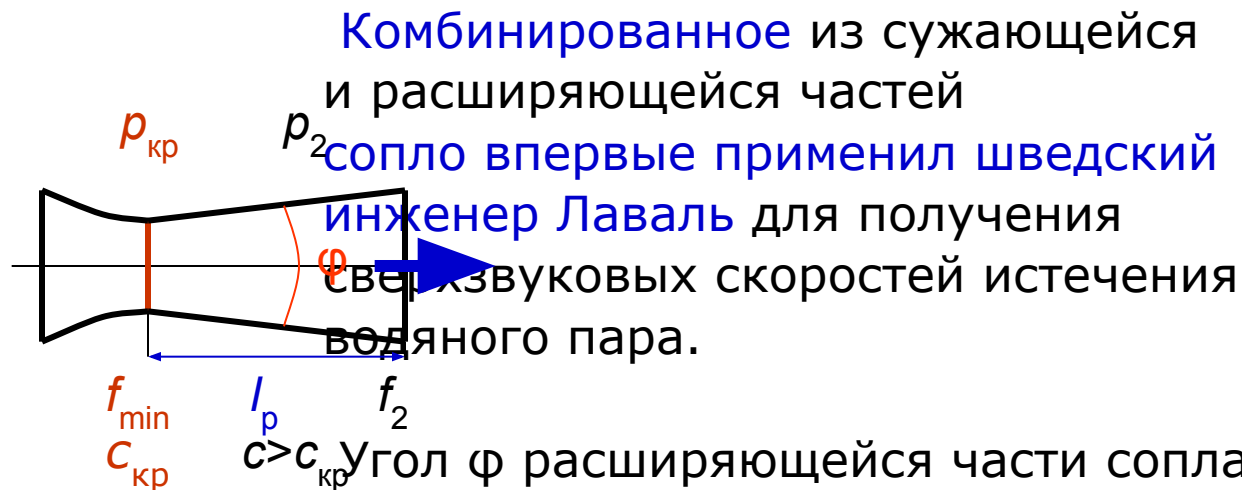 Комбинированное из сужающейся
и расширяющейся частей
pкр p2
сопло впервые применил шведский
инженер Лаваль для получения
φ
сверхзвуковых скоростей истечения
водяного пара.
fmin lр f2
cкр c>cкр
Угол φ расширяющейся части сопла